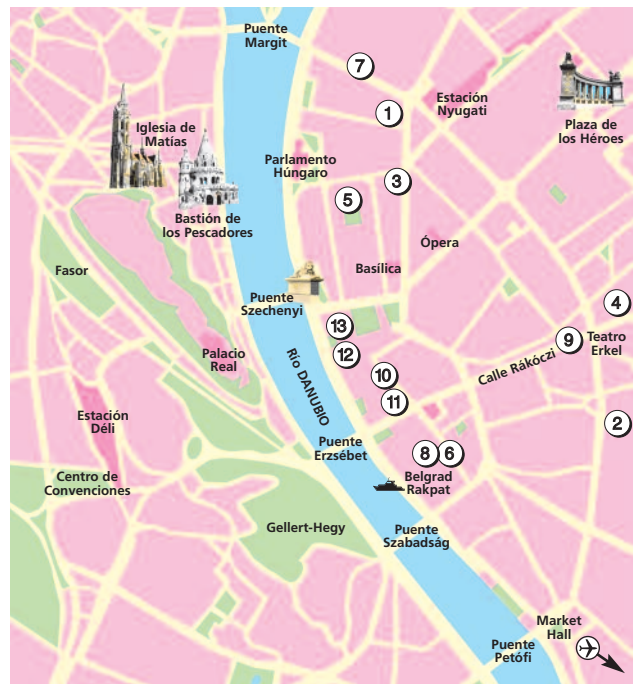 Puente
Margit
7
Estación
Nyugati
1
Plaza de
los Héroes
Iglesia de
Matías
Parlamento
Húngaro
3
5
Bastión de
los Pescadores
Ópera
Basílica
Fasor
Puente
Szechenyi
4
13
9
Teatro
Erkel
12
Palacio
Real
Río DANUBIO
Calle Rákóczi
10
11
2
Estación
Déli
Puente
Erzsébet
8
6
Centro de
Convenciones
Belgrad
Rakpat
Gellert-Hegy
Puente
Szabadság
Market
Hall
Puente
Petőfi